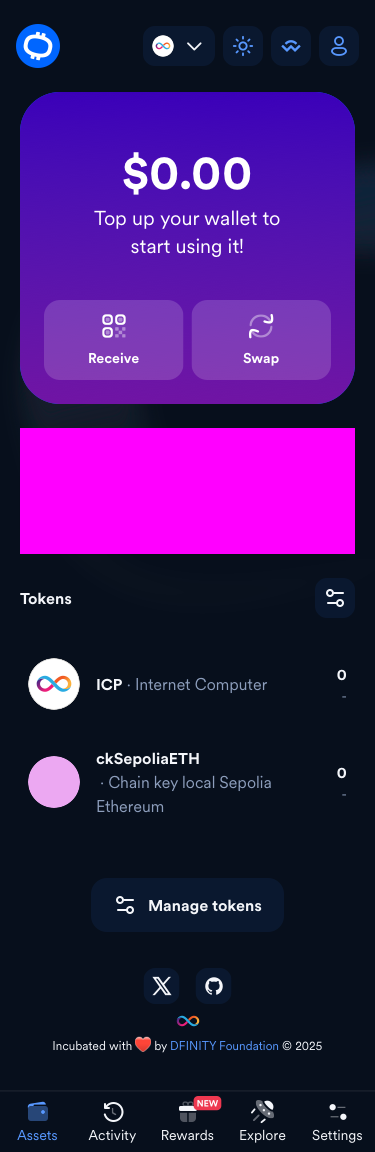 $0.00
Top up your wallet to
start using it!
Receive Swap
Tokens
ICP · Internet Computer 0
-
ckSepoliaETH
· Chain key local Sepolia 0
Ethereum -
Manage tokens
Incubated with ❤️ by DFINITY Foundation © 2025
NEW
Assets Activity Rewards Explore Settings